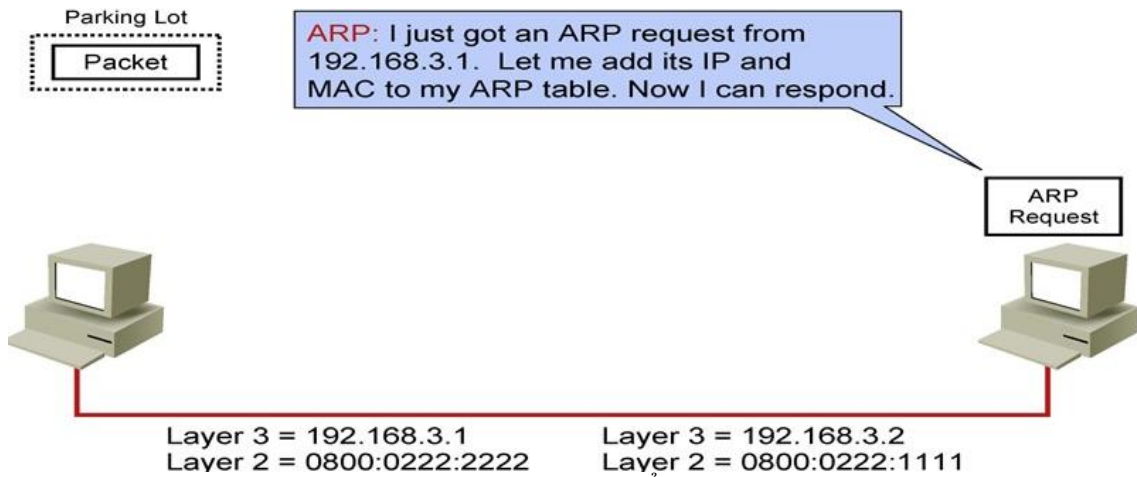 Parking Lot
Packet
ARP: I just got an ARP request from
192.168.3.1. Let me add its IP and
MAC to my ARP table. Now I can respond.
ARP
Request
Layer 3 = 192.168.3.1
Layer 2 = 0800:0222:2222
Layer 3 = 192.168.3.2
Layer 2 = 0800:0222:1111